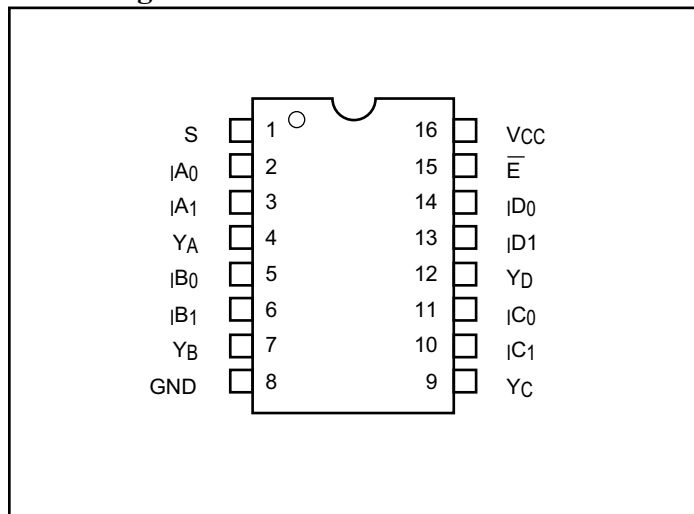 S 1 16 VCC
IA0 2 15 E̅
IA1 3 14 ID0
YA 4 13 ID1
IB0 5 12 YD
IB1 6 11 IC0
YB 7 10 IC1
GND 8 9 YC